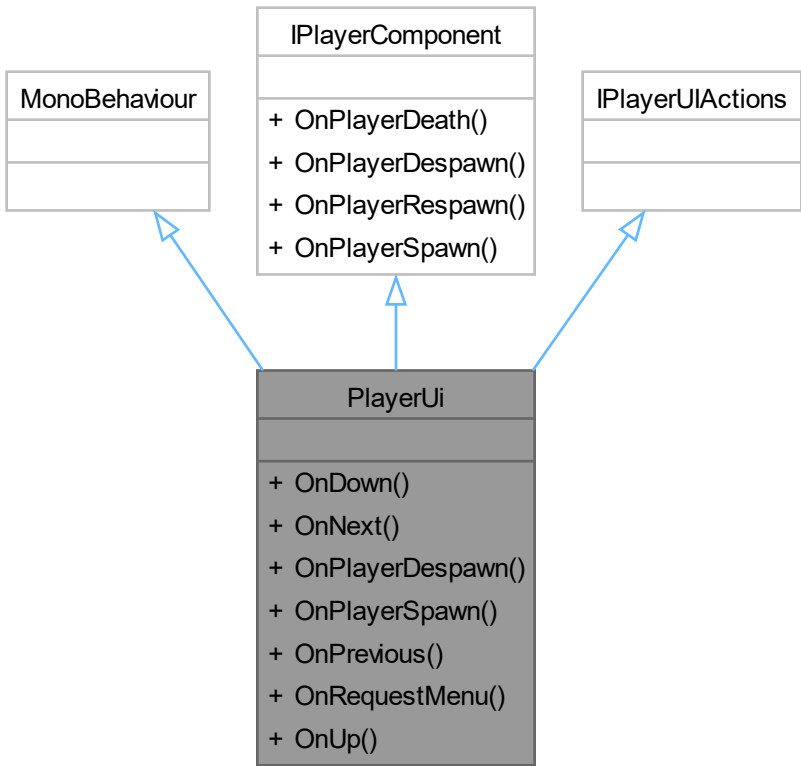 IPlayerComponent
+ OnPlayerDeath()
+ OnPlayerDespawn()
+ OnPlayerRespawn()
+ OnPlayerSpawn()
MonoBehaviour
IPlayerUIActions
PlayerUi
+ OnDown()
+ OnNext()
+ OnPlayerDespawn()
+ OnPlayerSpawn()
+ OnPrevious()
+ OnRequestMenu()
+ OnUp()